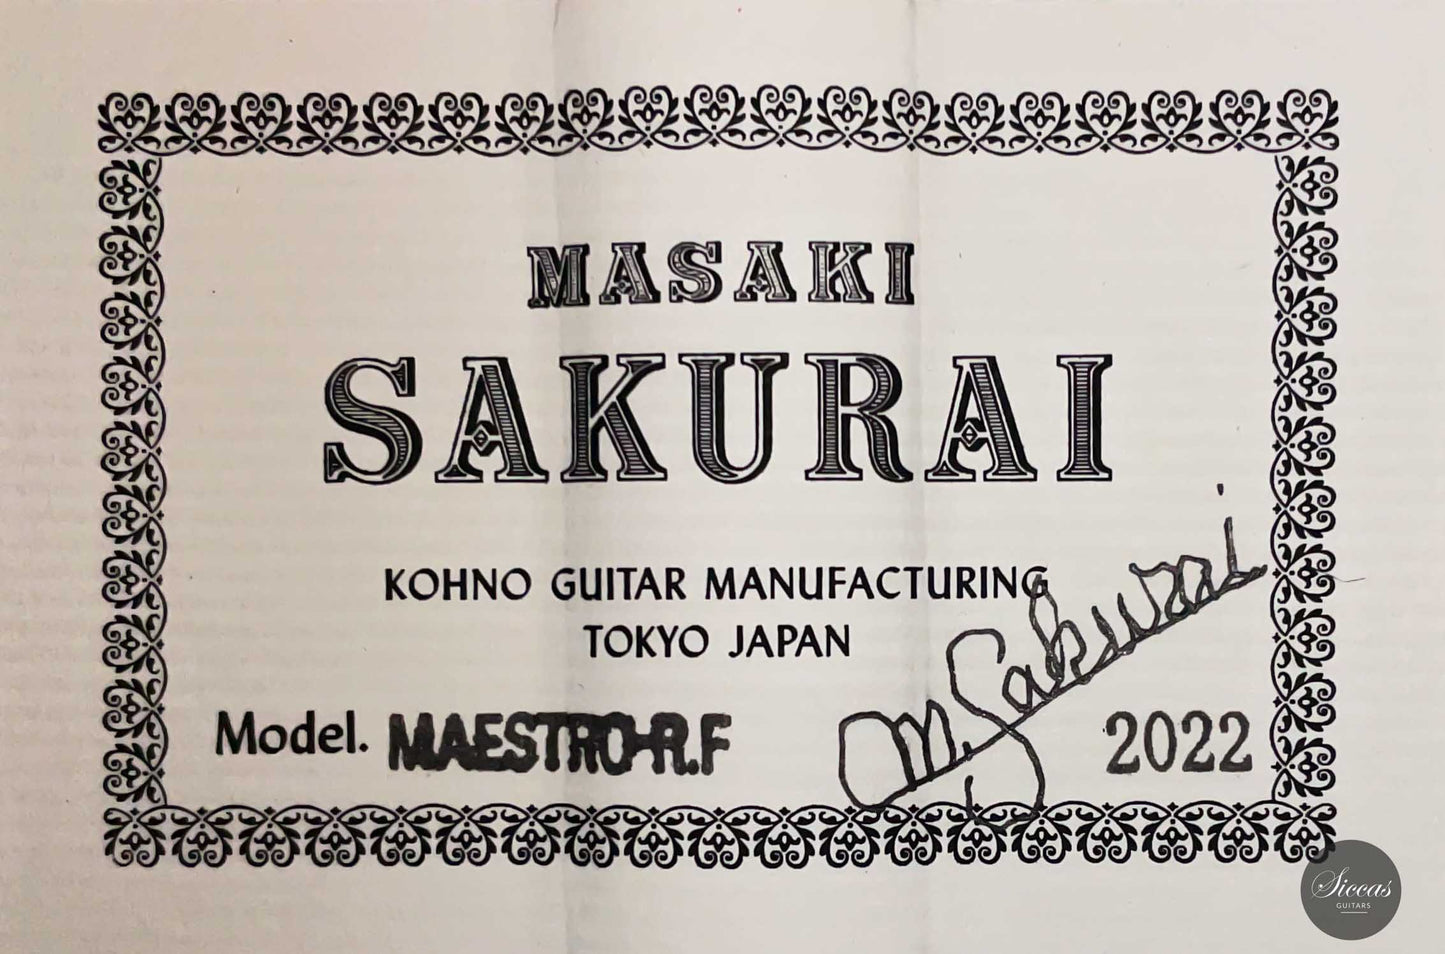 MASAKI
SAKURAI
KOHNO GUITAR MANUFACTURING
TOKYO JAPAN
Model. MAESTRO-R.F
M. Sakurai
2022
Siccas
GUITARS